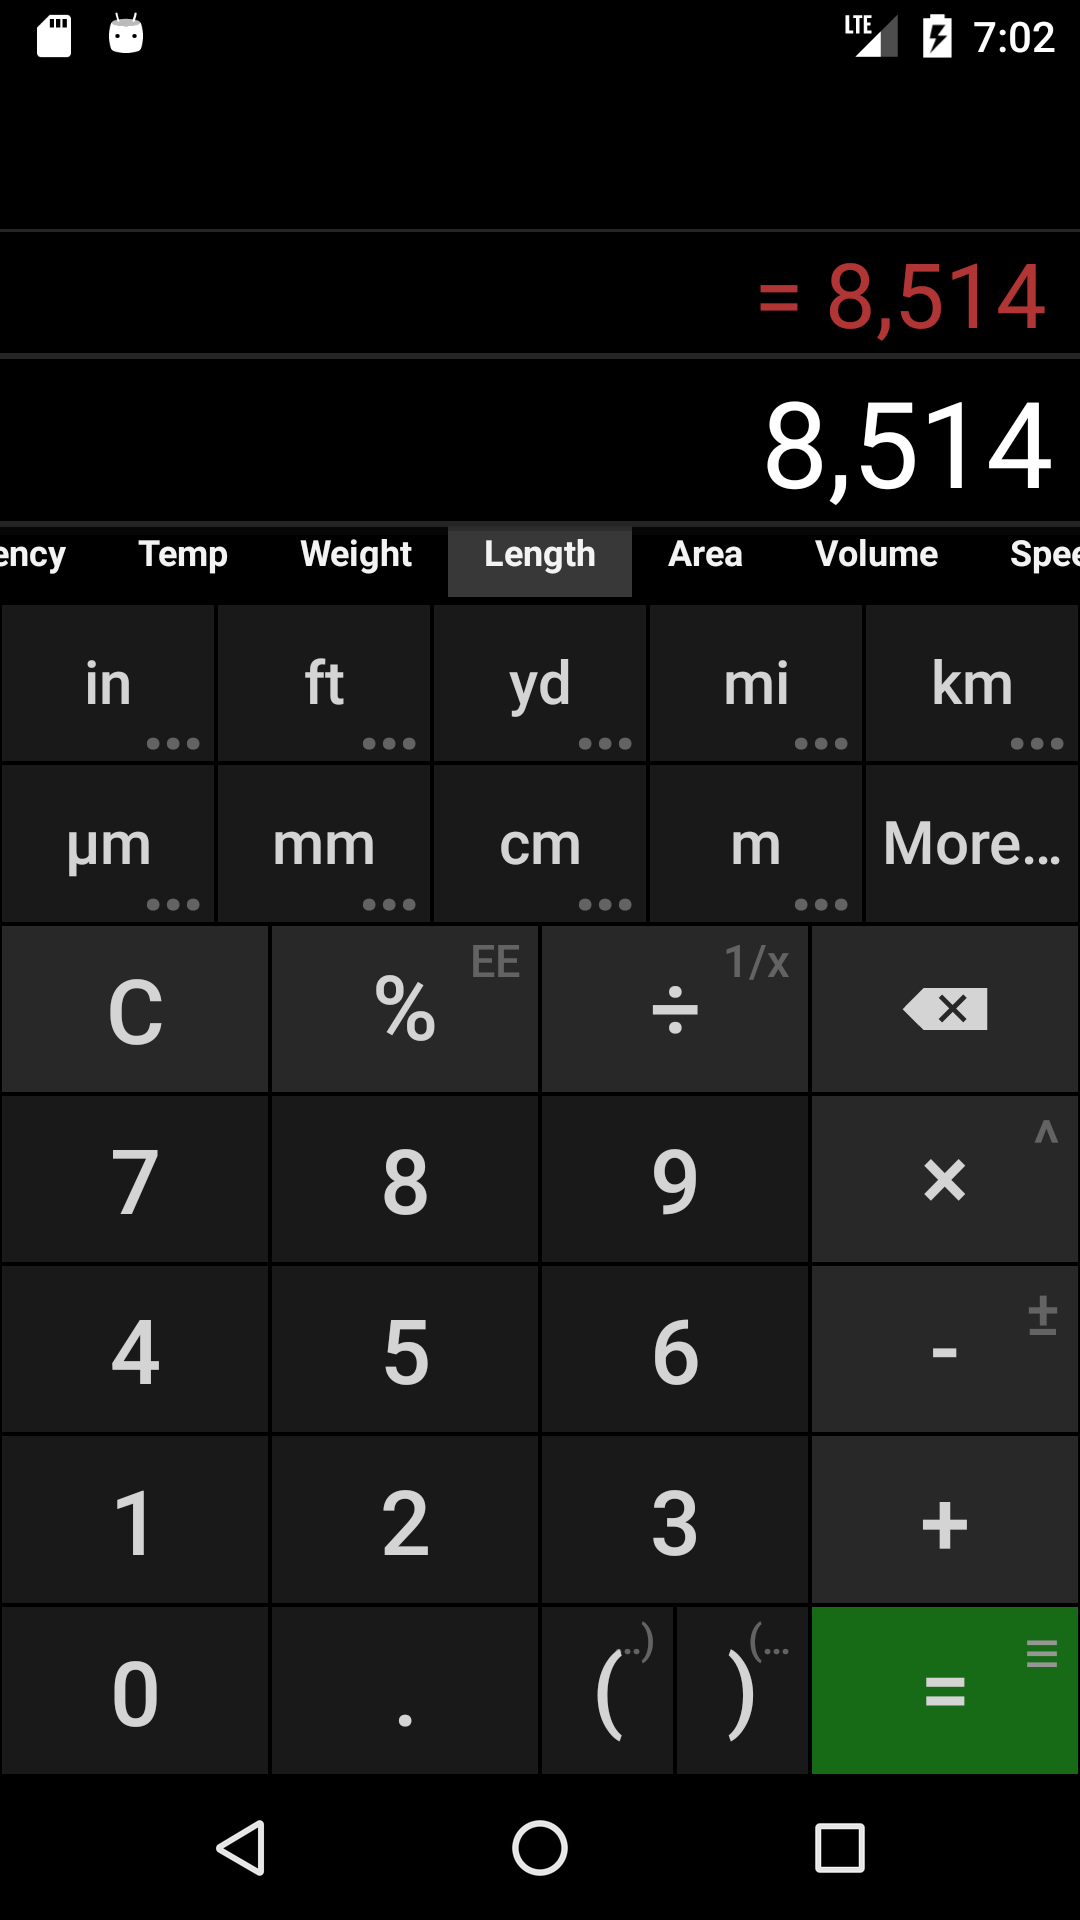 LTE 7:02
= 8,514
8,514
ency Temp Weight Length Area Volume Spee
in ft yd mi km
µm mm cm m More...
C % EE ÷ 1/x
7 8 9 × ^
4 5 6 - ±
1 2 3 +
0 . ( ..) ) (... =